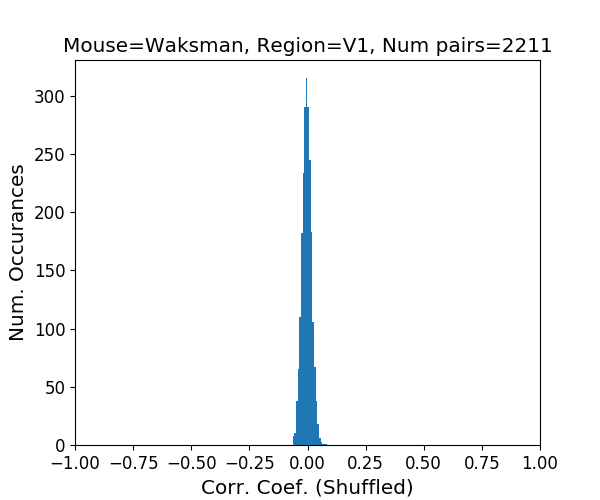 Mouse=Waksman, Region=V1, Num pairs=2211
Num. Occurances
300
250
200
150
100
50
0
−1.00 −0.75 −0.50 −0.25 0.00 0.25 0.50 0.75 1.00
Corr. Coef. (Shuffled)